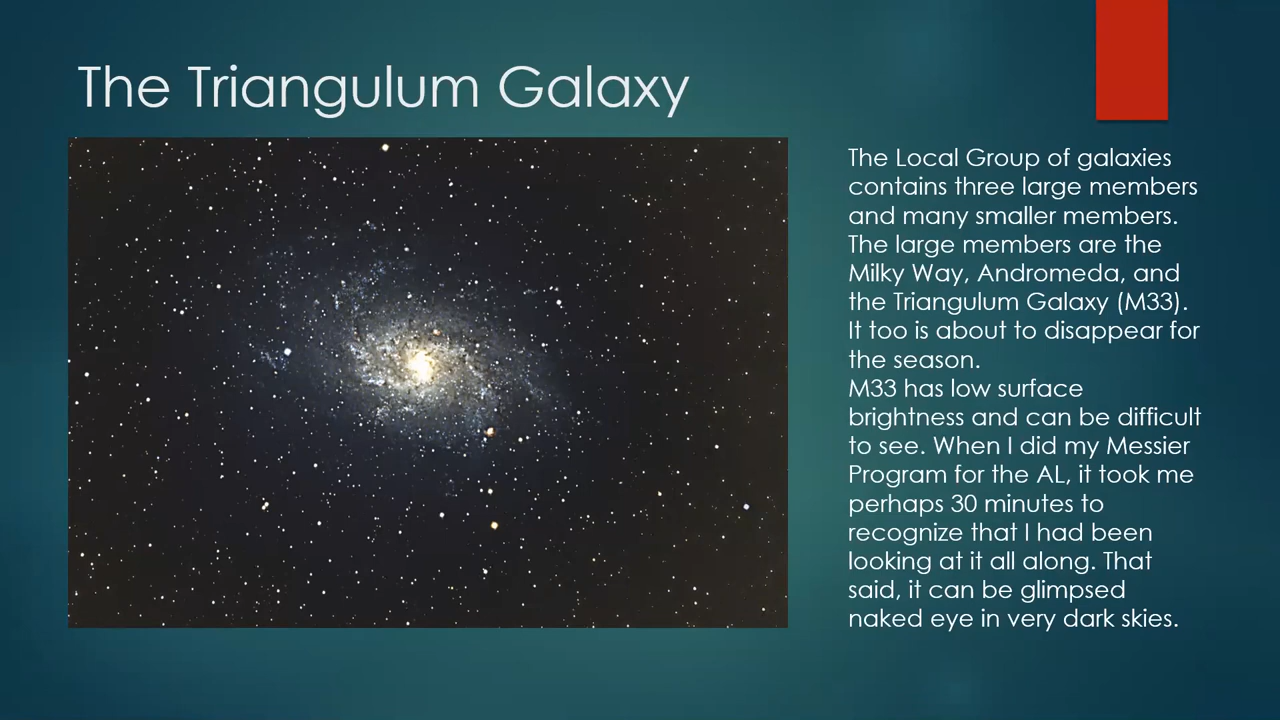 The Triangulum Galaxy
The Local Group of galaxies
contains three large members
and many smaller members.
The large members are the
Milky Way, Andromeda, and
the Triangulum Galaxy (M33).
It too is about to disappear for
the season.
M33 has low surface
brightness and can be difficult
to see. When I did my Messier
Program for the AL, it took me
perhaps 30 minutes to
recognize that I had been
looking at it all along. That
said, it can be glimpsed
naked eye in very dark skies.